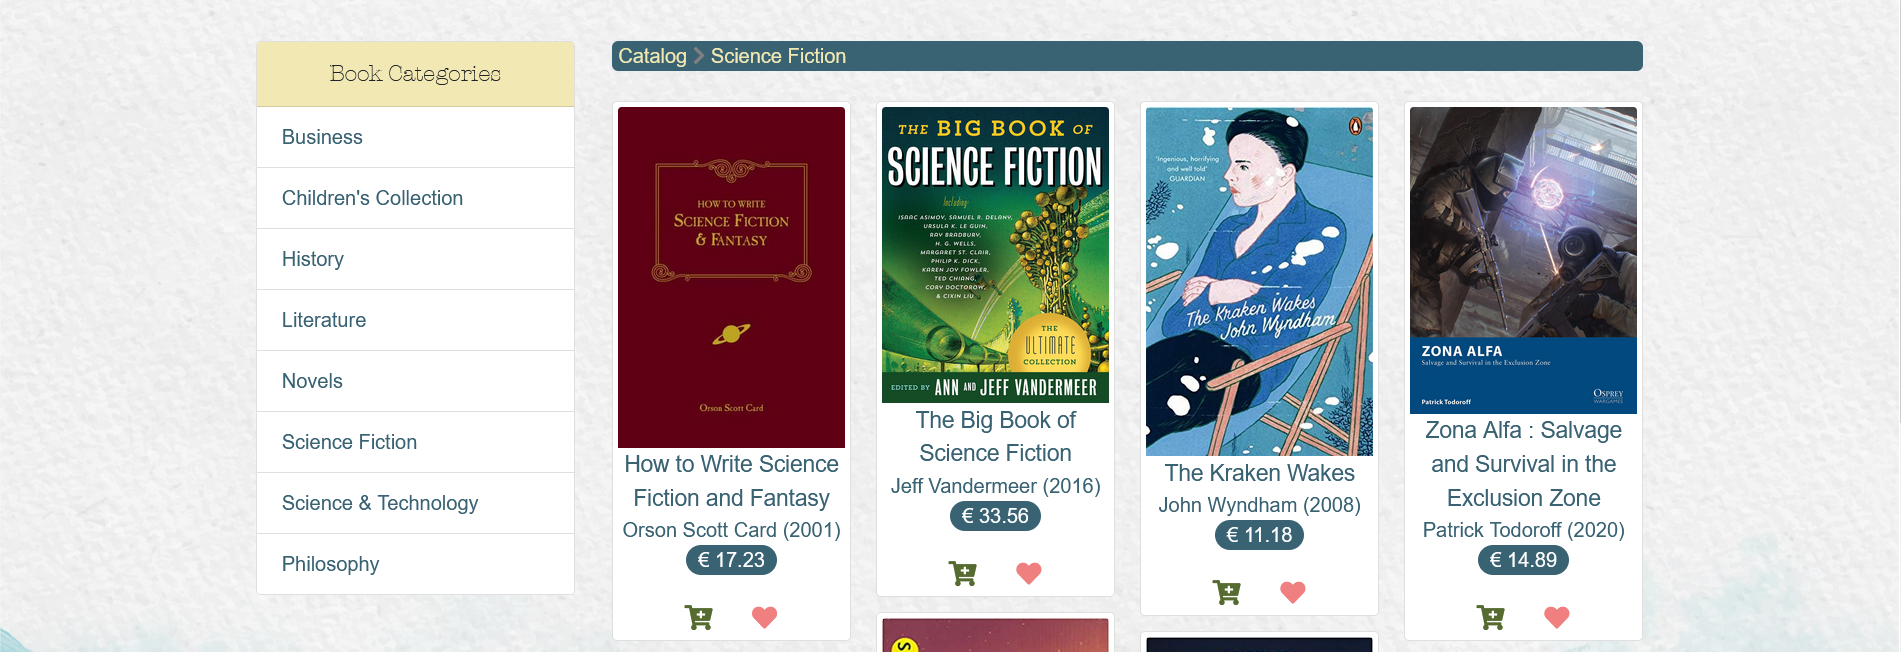 Book Categories
Business
Children's Collection
History
Literature
Novels
Science Fiction
Science & Technology
Philosophy
Catalog > Science Fiction
HOW TO WRITE
SCIENCE FICTION
& FANTASY
Orson Scott Card
How to Write Science
Fiction and Fantasy
Orson Scott Card (2001)
€ 17.23
THE BIG BOOK OF
SCIENCE FICTION
Including
ISAAC ASIMOV, SAMUEL R. DELANY,
URSULA K. LE GUIN,
RAY BRADBURY,
H. G. WELLS,
MARGARET ST. CLAIR,
PHILIP K. DICK,
KAREN JOY FOWLER,
TED CHIANG,
CORY DOCTOROW,
& CIXIN LIU
THE
ULTIMATE
COLLECTION
EDITED BY ANN AND JEFF VANDERMEER
The Big Book of
Science Fiction
Jeff Vandermeer (2016)
€ 33.56
'Ingenious, horrifying
and well told'
GUARDIAN
The Kraken Wakes
John Wyndham
The Kraken Wakes
John Wyndham (2008)
€ 11.18
ZONA ALFA
Salvage and Survival in the Exclusion Zone
Patrick Todoroff
OSPREY
WARGAMES
Zona Alfa : Salvage
and Survival in the
Exclusion Zone
Patrick Todoroff (2020)
€ 14.89